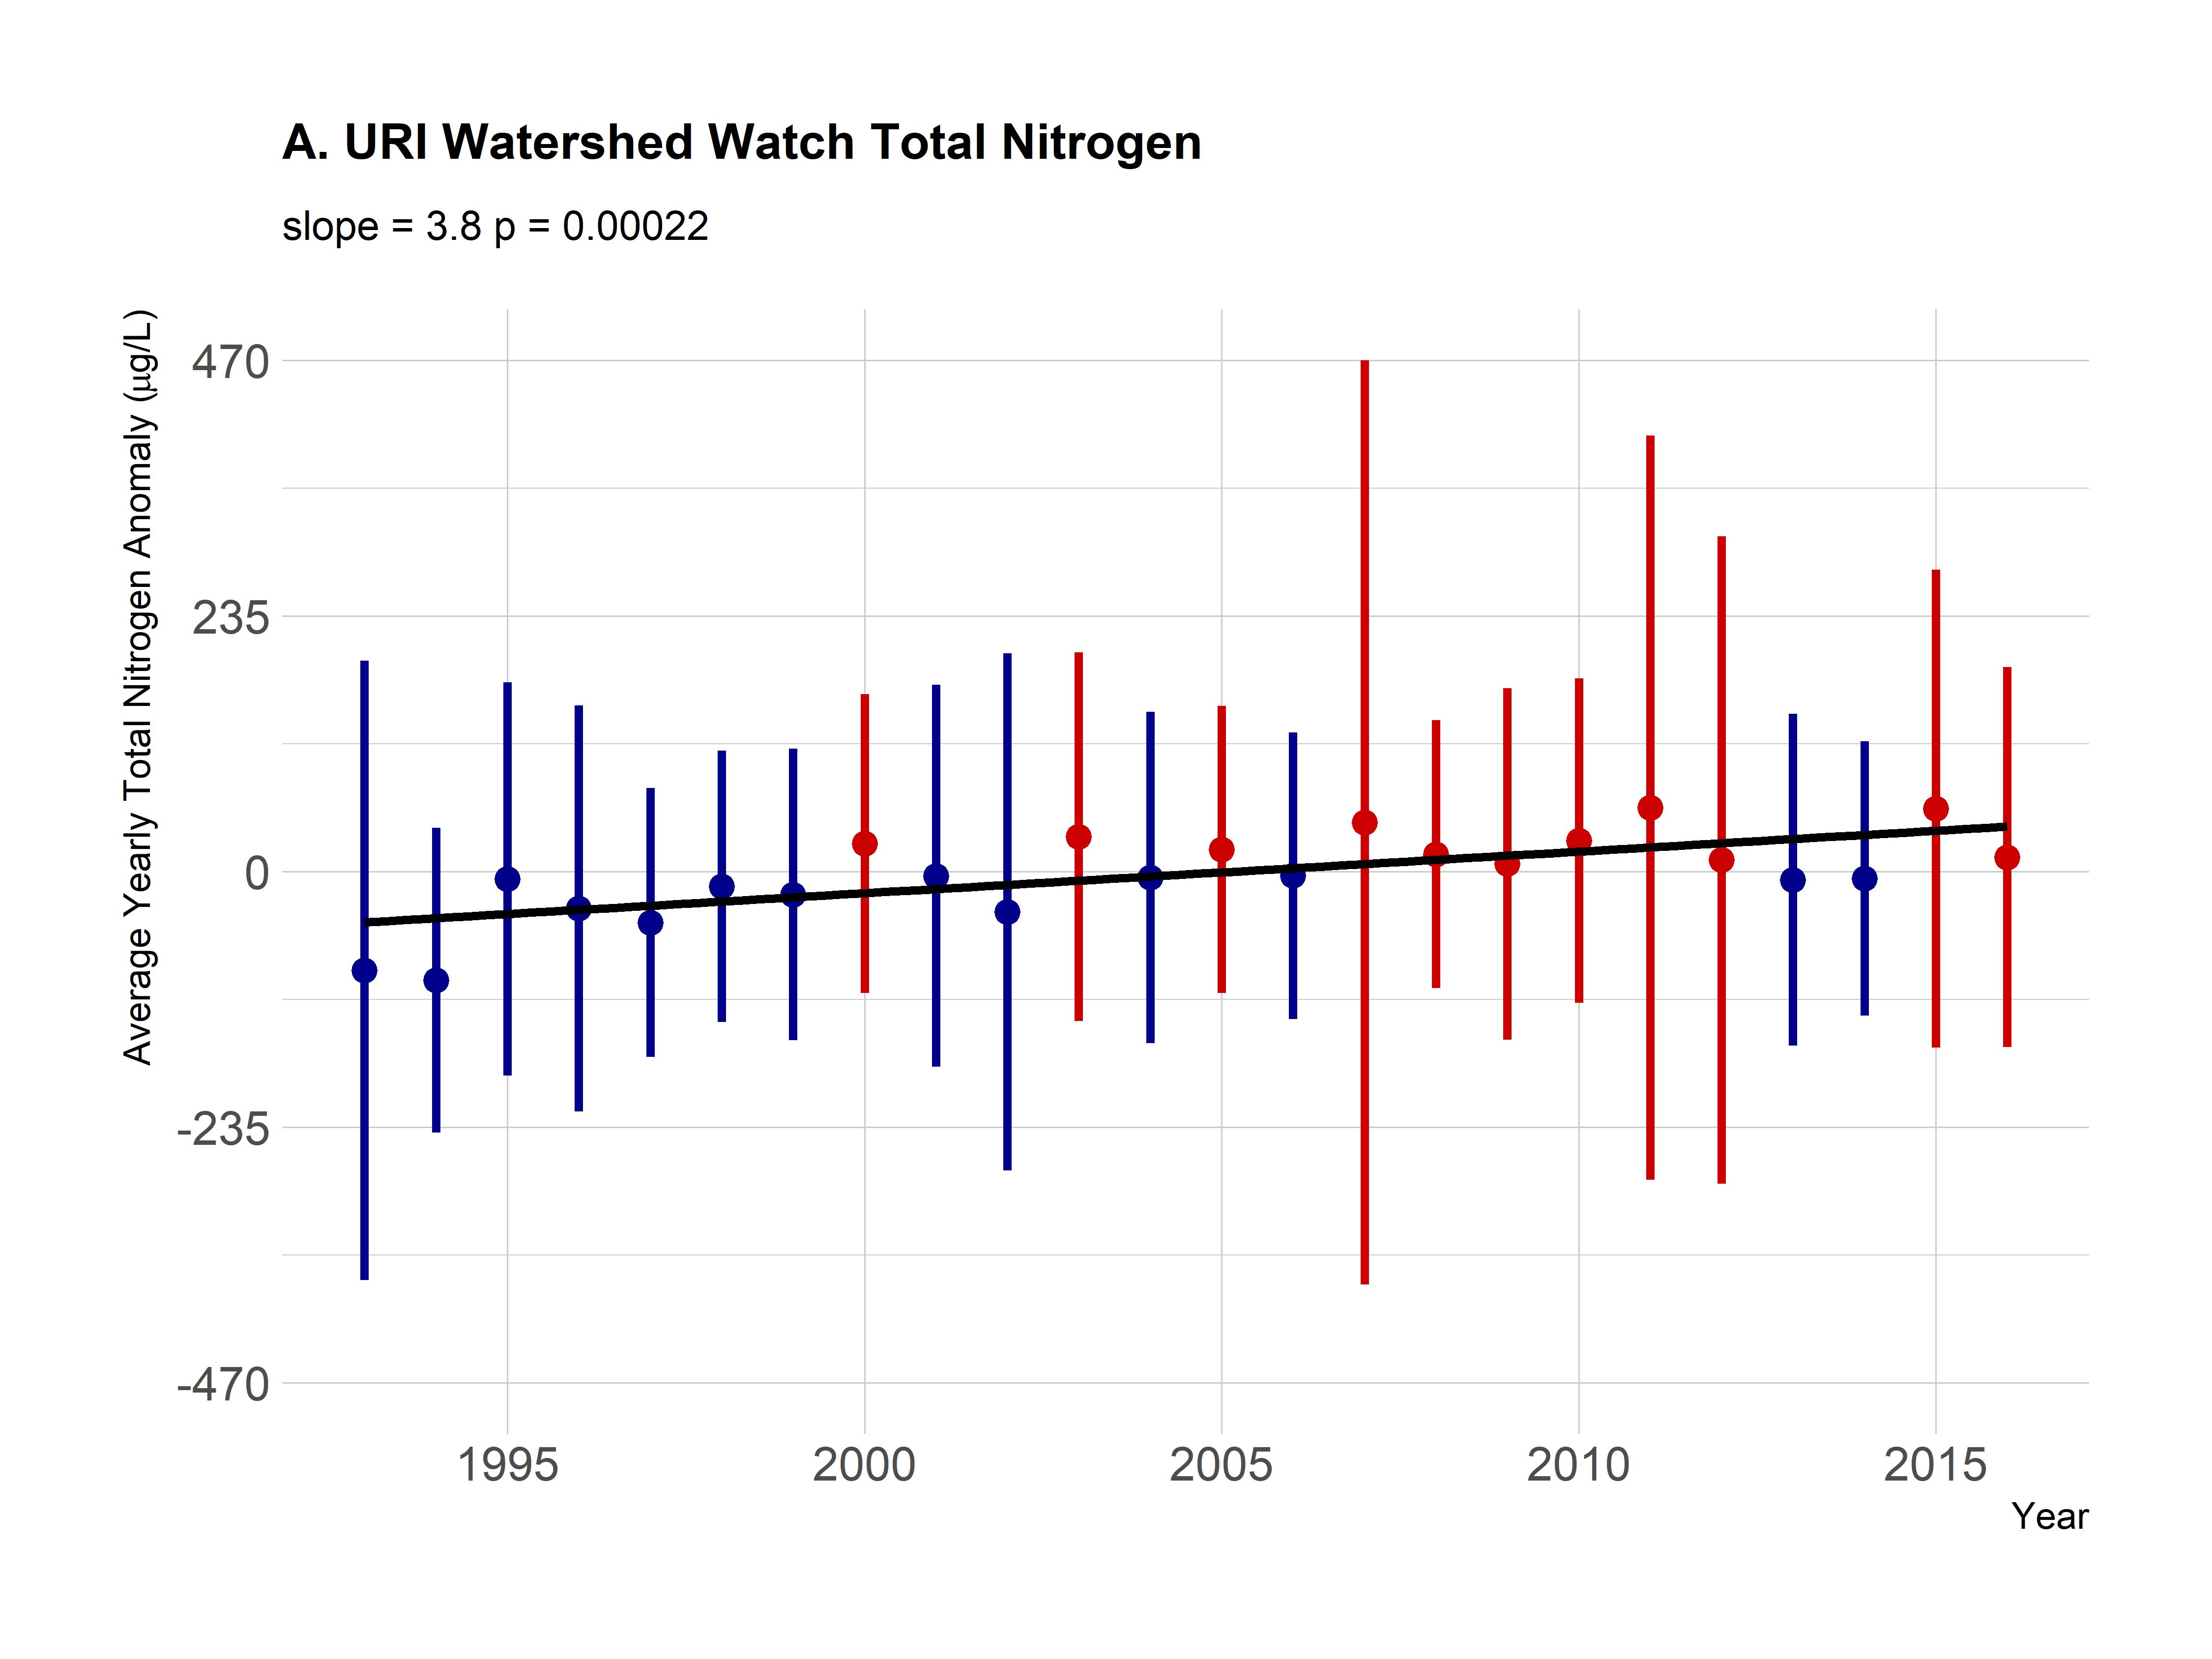 A. URI Watershed Watch Total Nitrogen
slope = 3.8 p = 0.00022
Average Yearly Total Nitrogen Anomaly (μg/L)
470
235
0
-235
-470
1995
2000
2005
2010
2015
Year